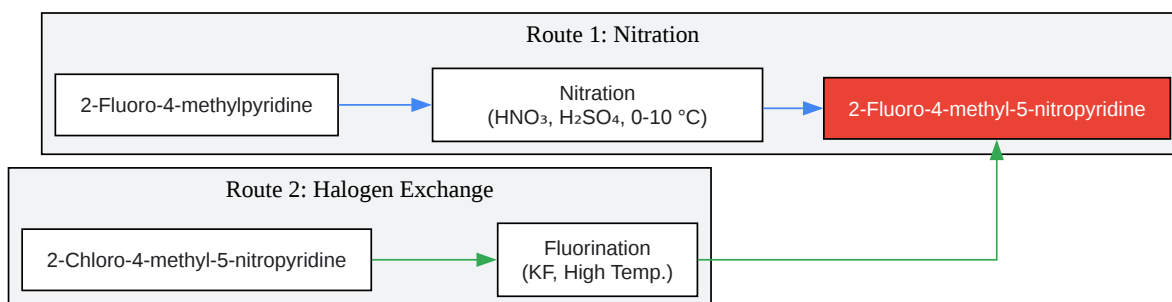 Route 1: Nitration
2-Fluoro-4-methylpyridine
Nitration
(HNO₃, H₂SO₄, 0-10 °C)
2-Fluoro-4-methyl-5-nitropyridine
Route 2: Halogen Exchange
2-Chloro-4-methyl-5-nitropyridine
Fluorination
(KF, High Temp.)